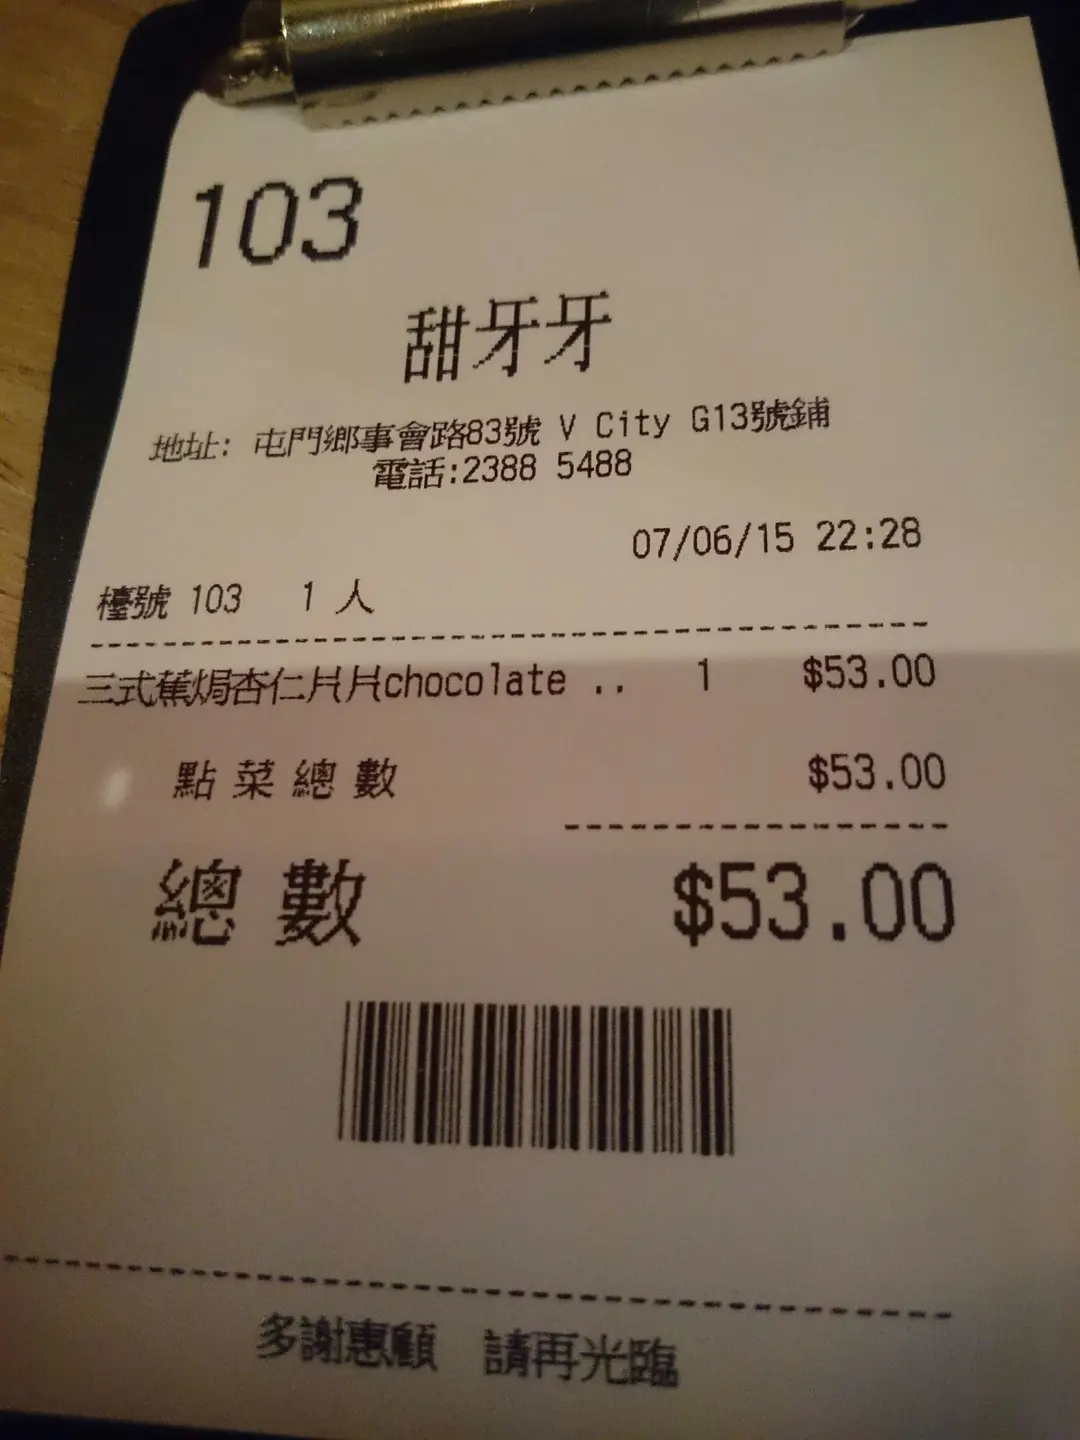 103
甜牙牙
地址: 屯門鄉事會路83號 V City G13號鋪
電話:2388 5488
07/06/15 22:28
檯號 103 1 人
三式蕉焗杏仁片片chocolate .. 1 $53.00
點菜總數 $53.00
總數 $53.00
多謝惠顧 請再光臨